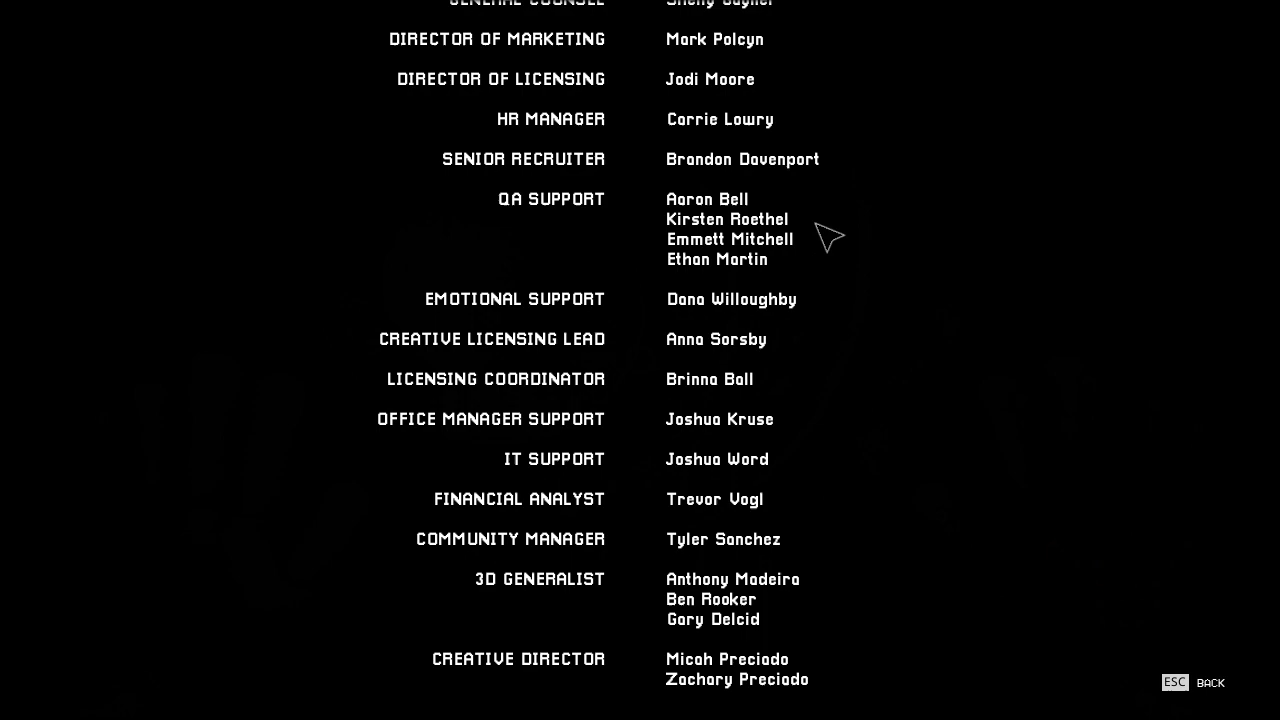 DIRECTOR OF MARKETING Mark Polcyn
DIRECTOR OF LICENSING Jodi Moore
HR MANAGER Carrie Lowry
SENIOR RECRUITER Brandon Davenport
QA SUPPORT Aaron Bell
Kirsten Roethel
Emmett Mitchell
Ethan Martin
EMOTIONAL SUPPORT Dana Willoughby
CREATIVE LICENSING LEAD Anna Sorsby
LICENSING COORDINATOR Brinna Ball
OFFICE MANAGER SUPPORT Joshua Kruse
IT SUPPORT Joshua Word
FINANCIAL ANALYST Trevor Vogl
COMMUNITY MANAGER Tyler Sanchez
3D GENERALIST Anthony Madeira
Ben Rooker
Gary Delcid
CREATIVE DIRECTOR Micah Preciado
Zachary Preciado
ESC BACK